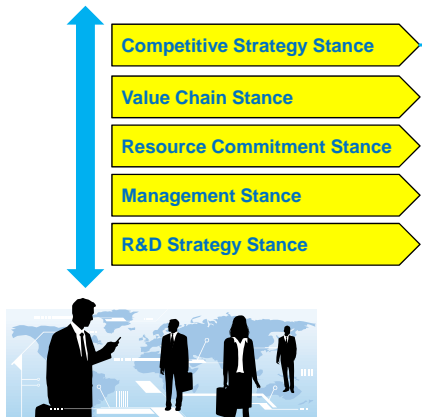 Competitive Strategy Stance
Value Chain Stance
Resource Commitment Stance
Management Stance
R&D Strategy Stance